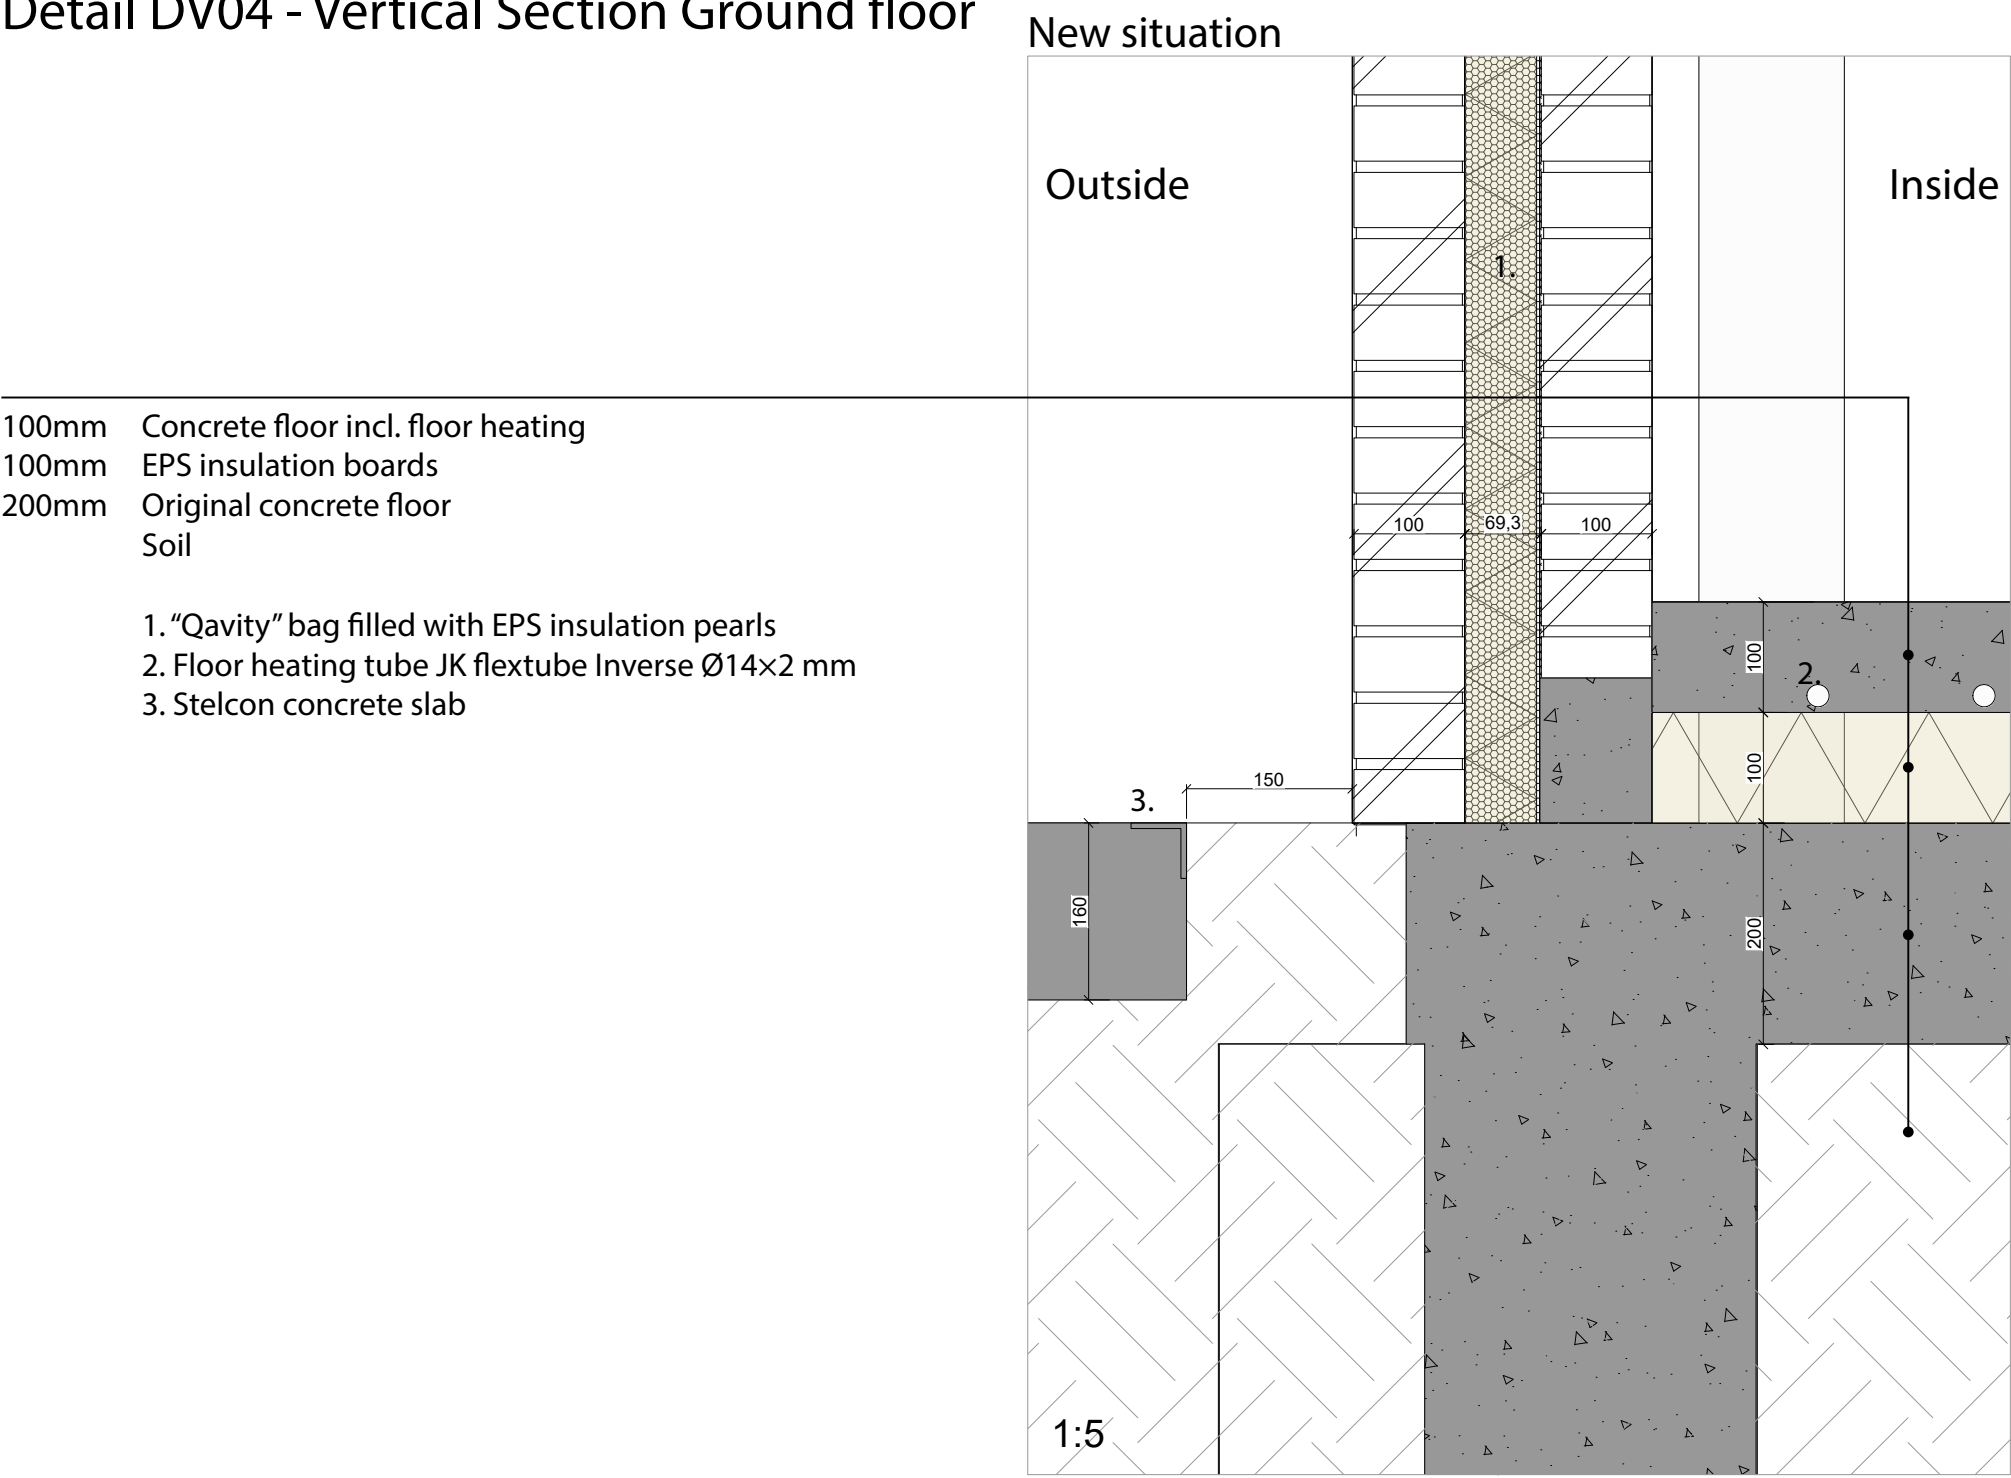 Detail DV04 - Vertical Section Ground floor
New situation
Outside
Inside
1.
100mm Concrete floor incl. floor heating
100mm EPS insulation boards
200mm Original concrete floor
Soil
1. “Qavity” bag filled with EPS insulation pearls
2. Floor heating tube JK flextube Inverse Ø14×2 mm
3. Stelcon concrete slab
100 69,3 100
100
2.
100
150
3.
160
200
1:5